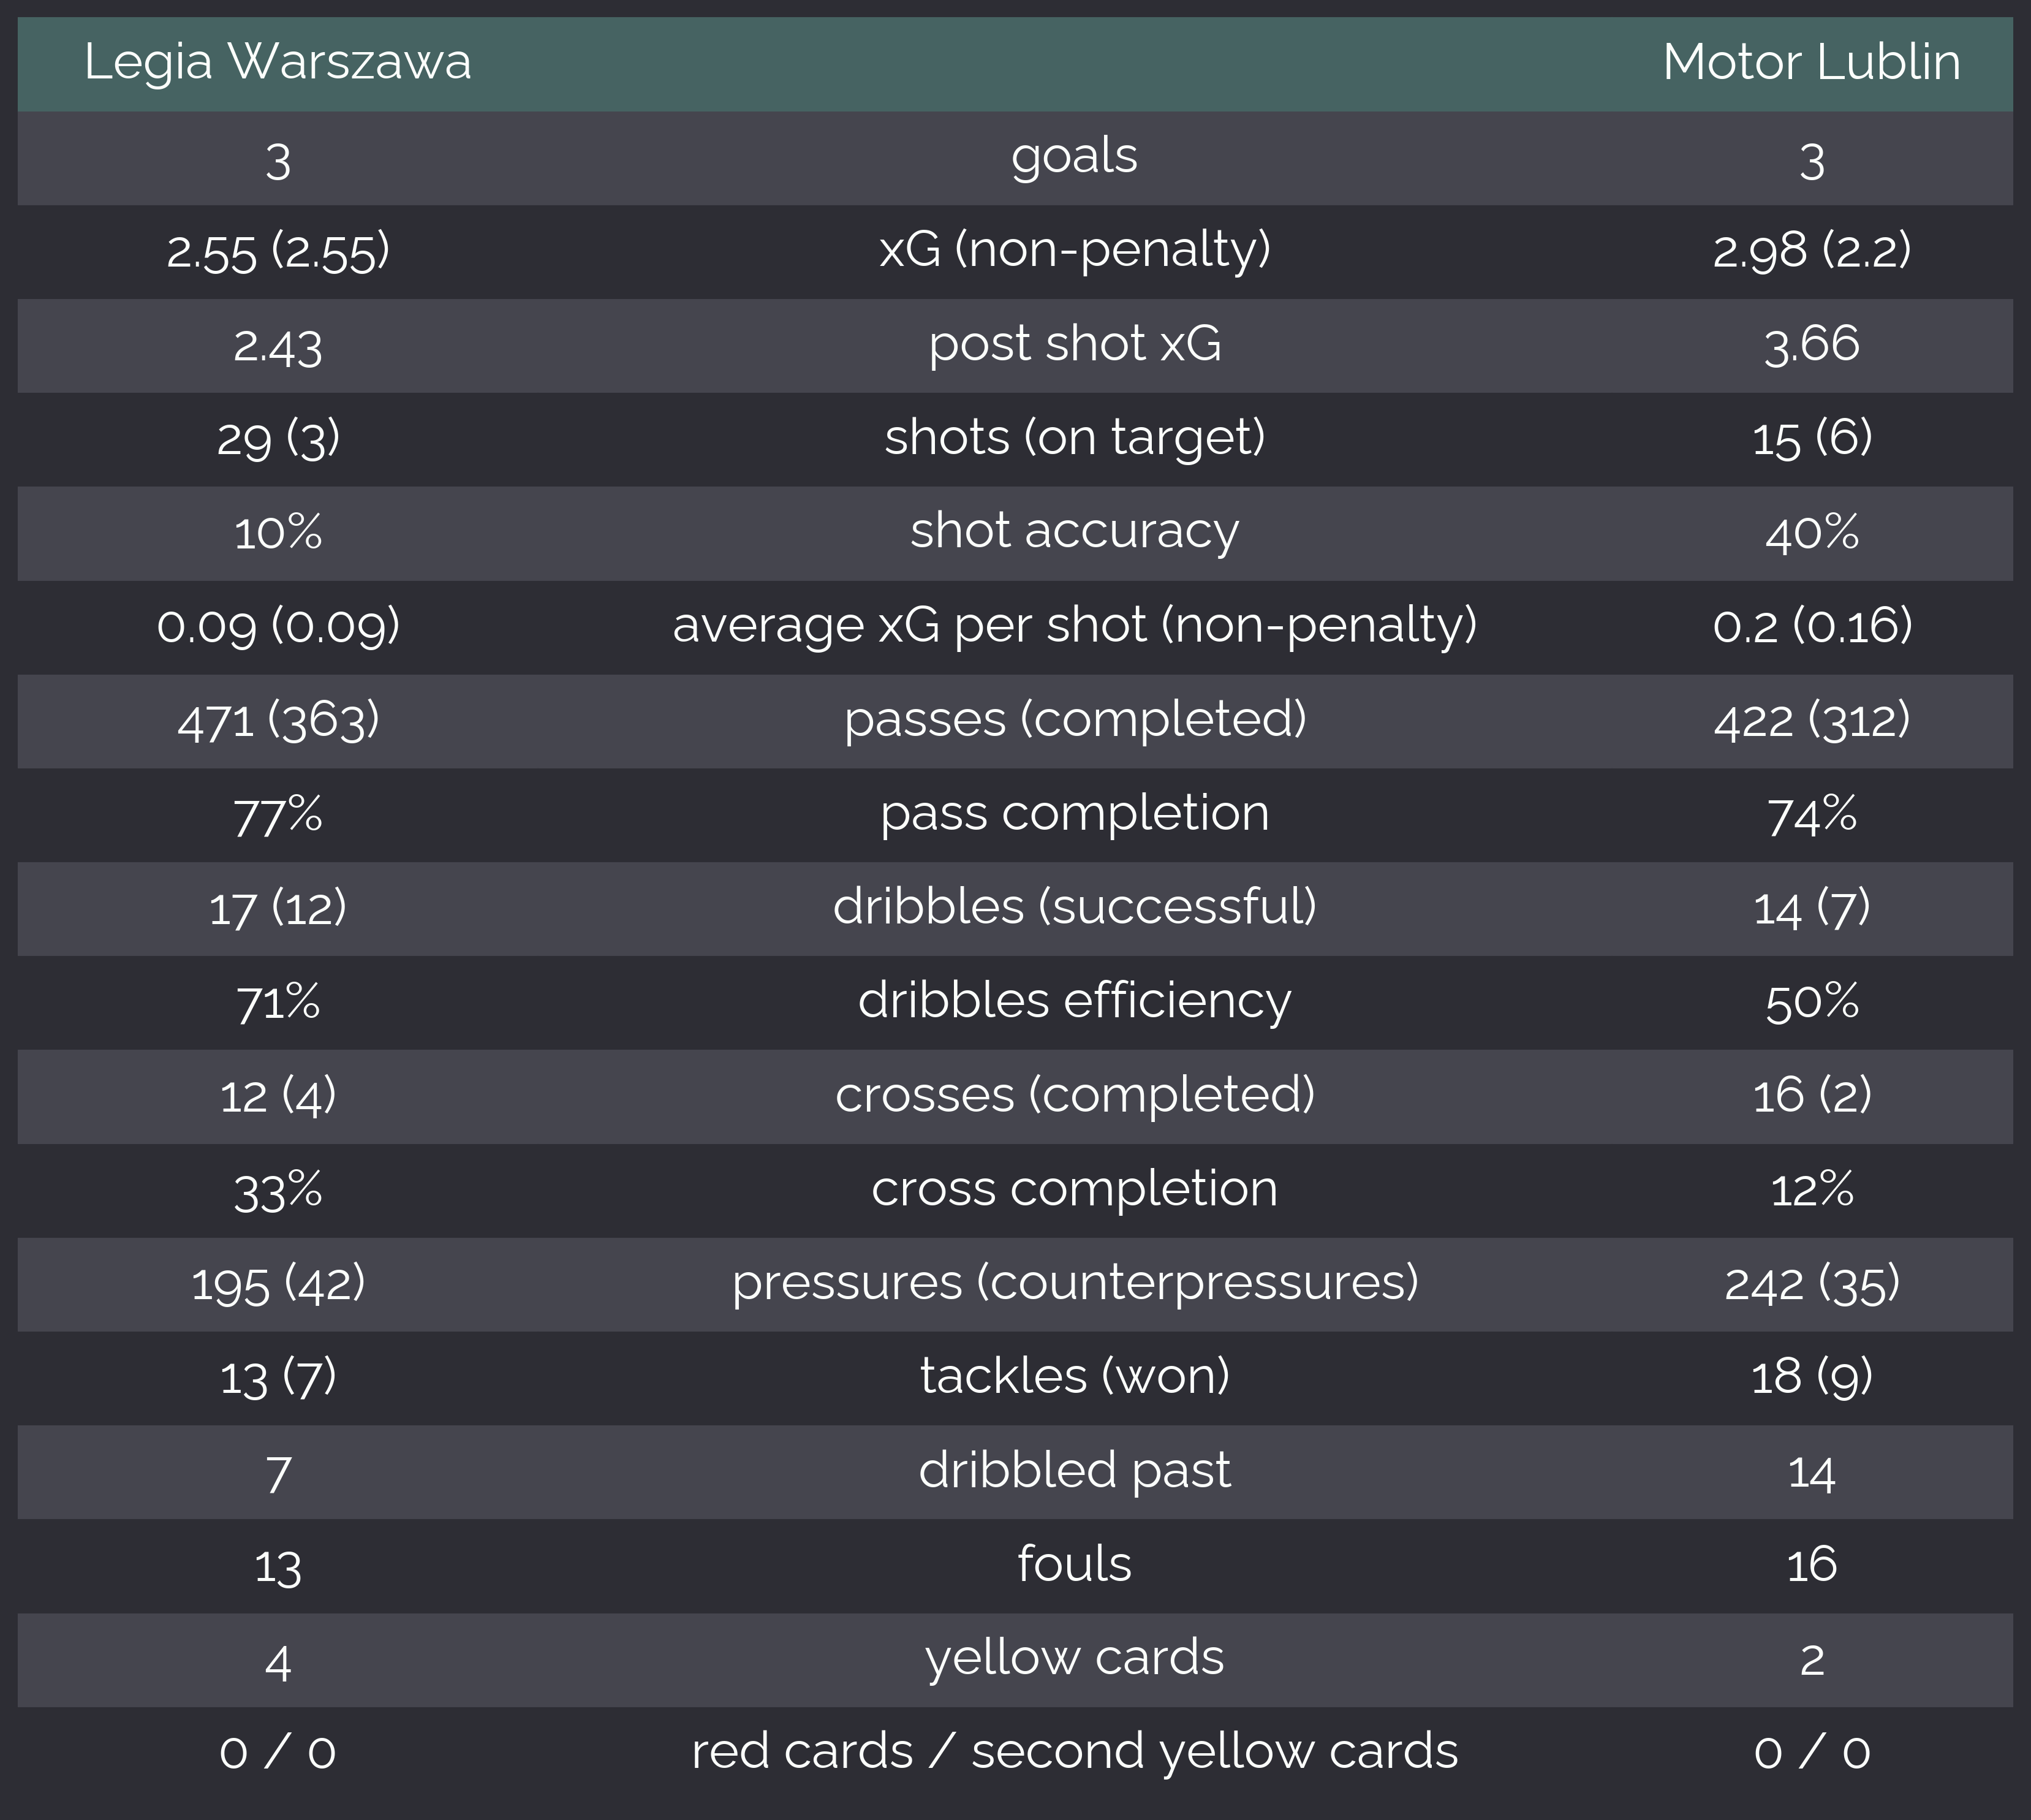 Legia Warszawa Motor Lublin
3 goals 3
2.55 (2.55) xG (non-penalty) 2.98 (2.2)
2.43 post shot xG 3.66
29 (3) shots (on target) 15 (6)
10% shot accuracy 40%
0.09 (0.09) average xG per shot (non-penalty) 0.2 (0.16)
471 (363) passes (completed) 422 (312)
77% pass completion 74%
17 (12) dribbles (successful) 14 (7)
71% dribbles efficiency 50%
12 (4) crosses (completed) 16 (2)
33% cross completion 12%
195 (42) pressures (counterpressures) 242 (35)
13 (7) tackles (won) 18 (9)
7 dribbled past 14
13 fouls 16
4 yellow cards 2
0 / 0 red cards / second yellow cards 0 / 0